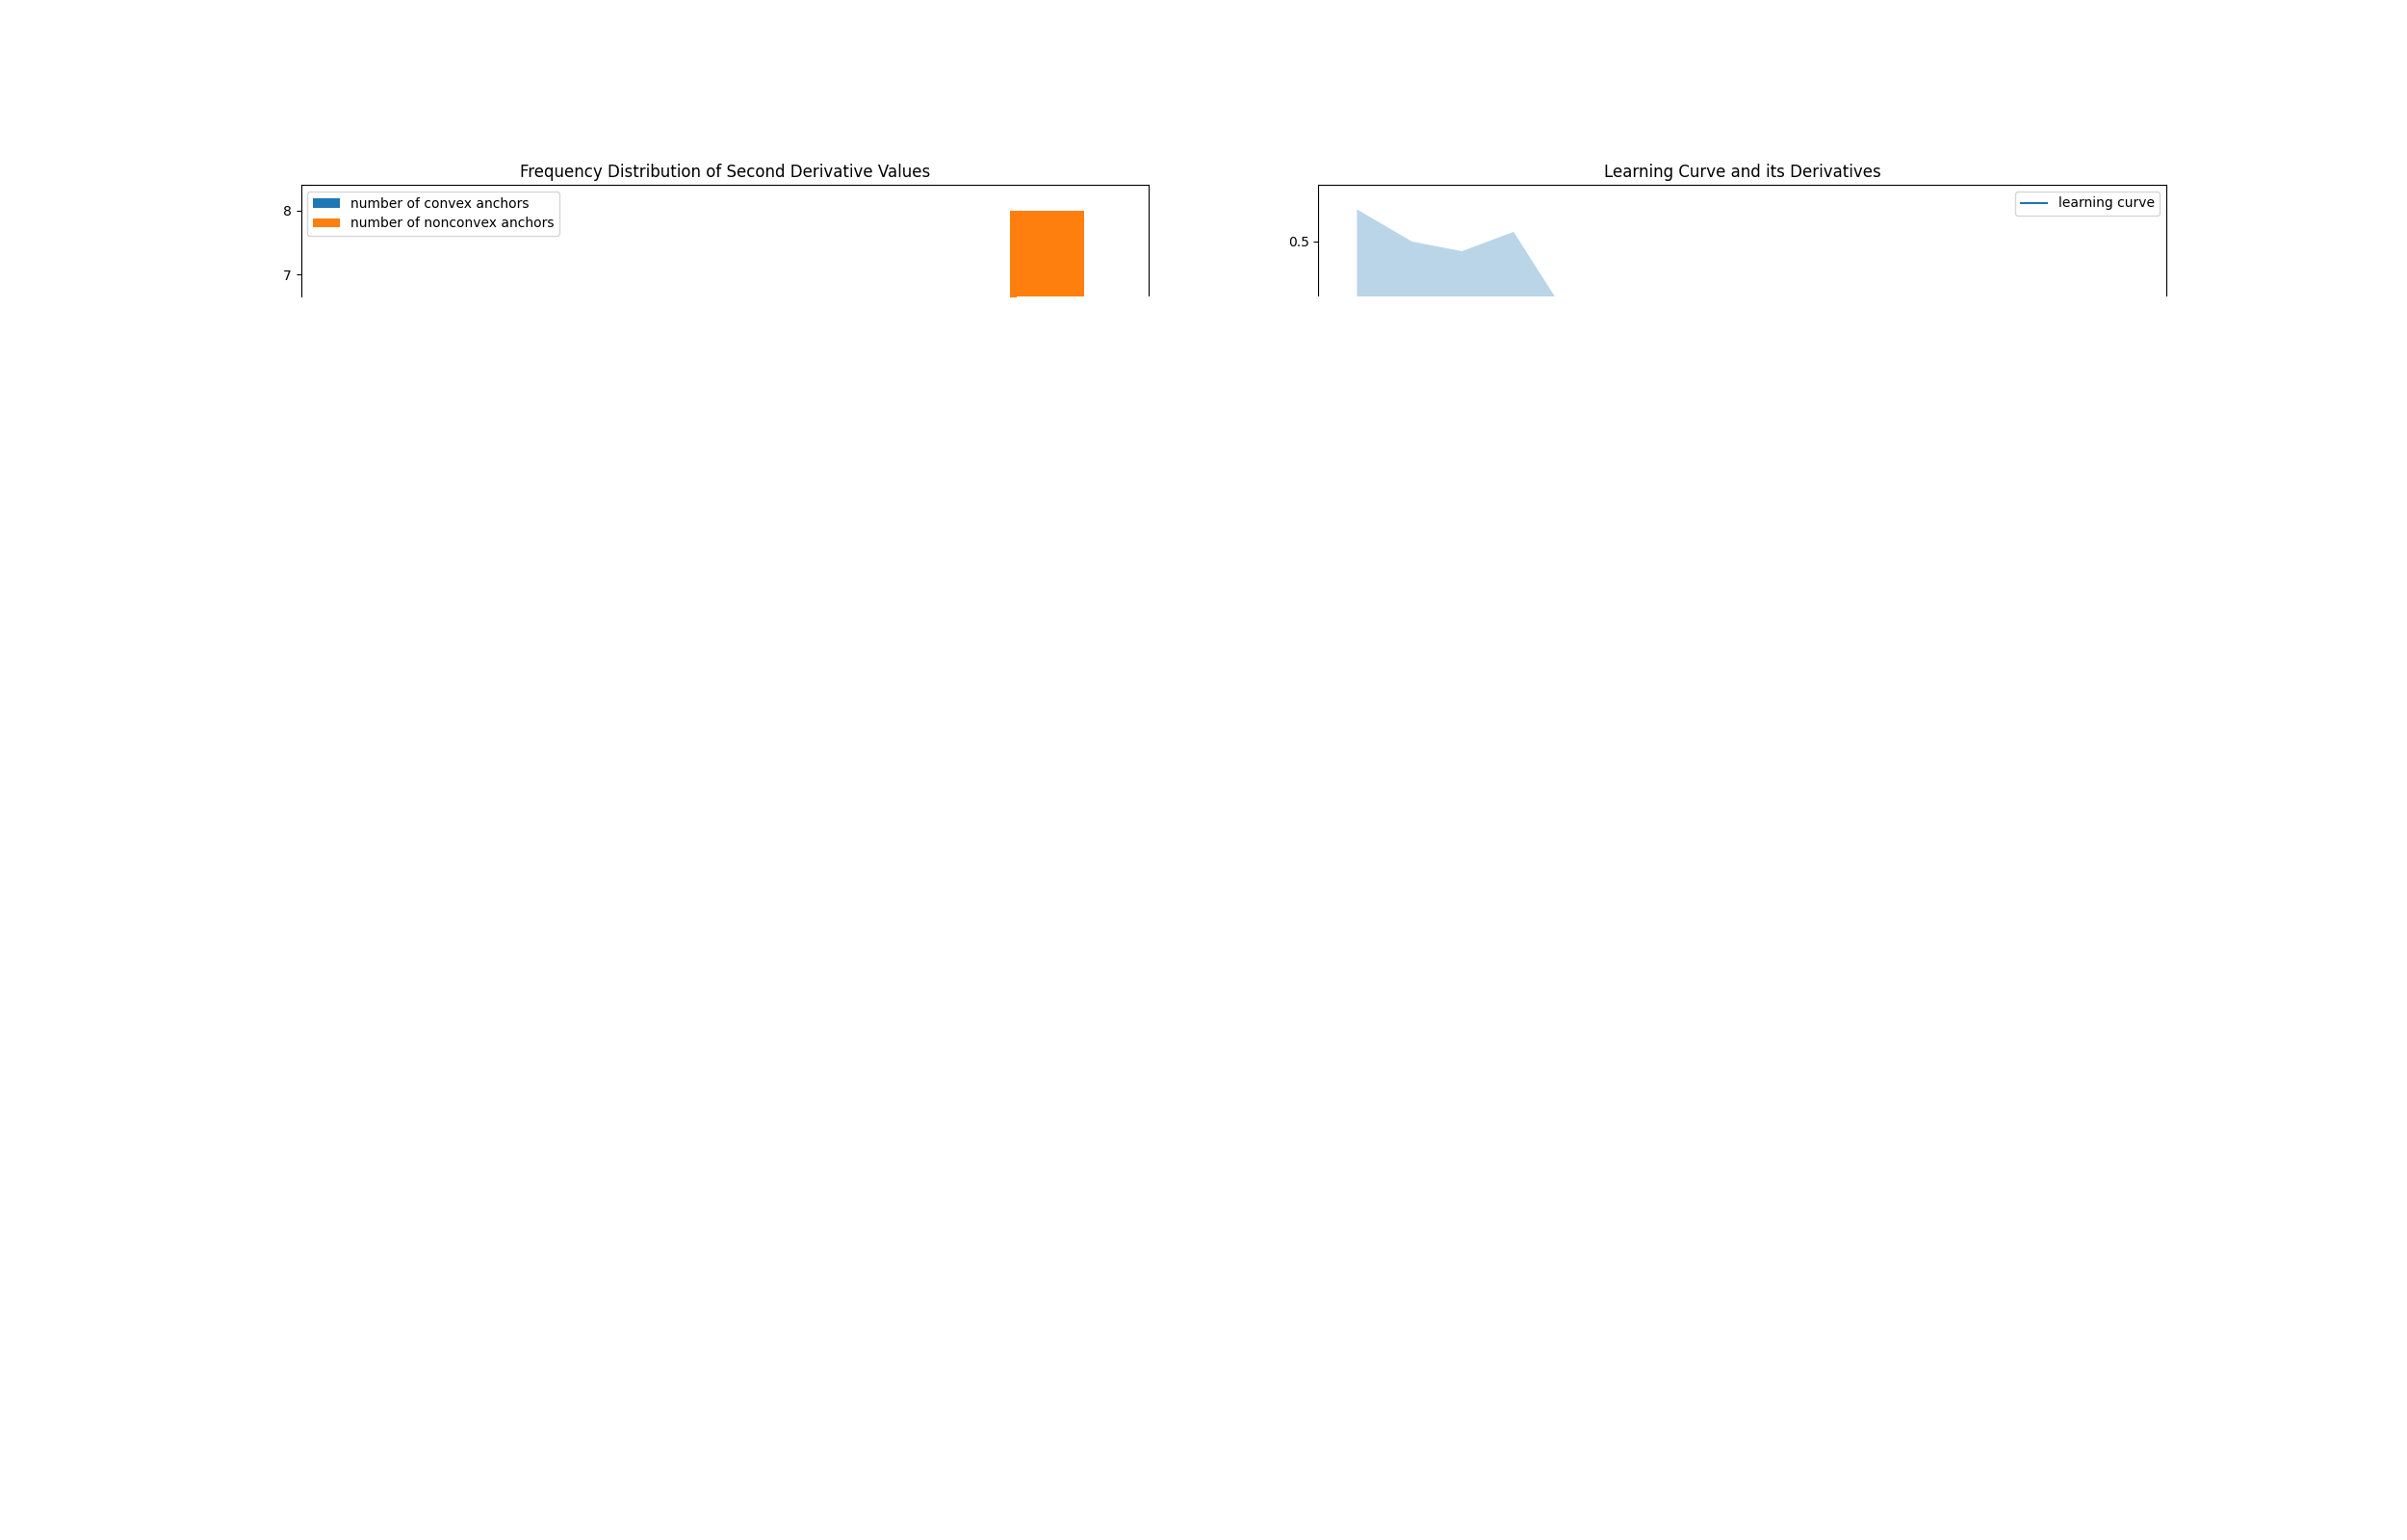 Frequency Distribution of Second Derivative Values
number of convex anchors
number of nonconvex anchors
8
7
Learning Curve and its Derivatives
learning curve
0.5